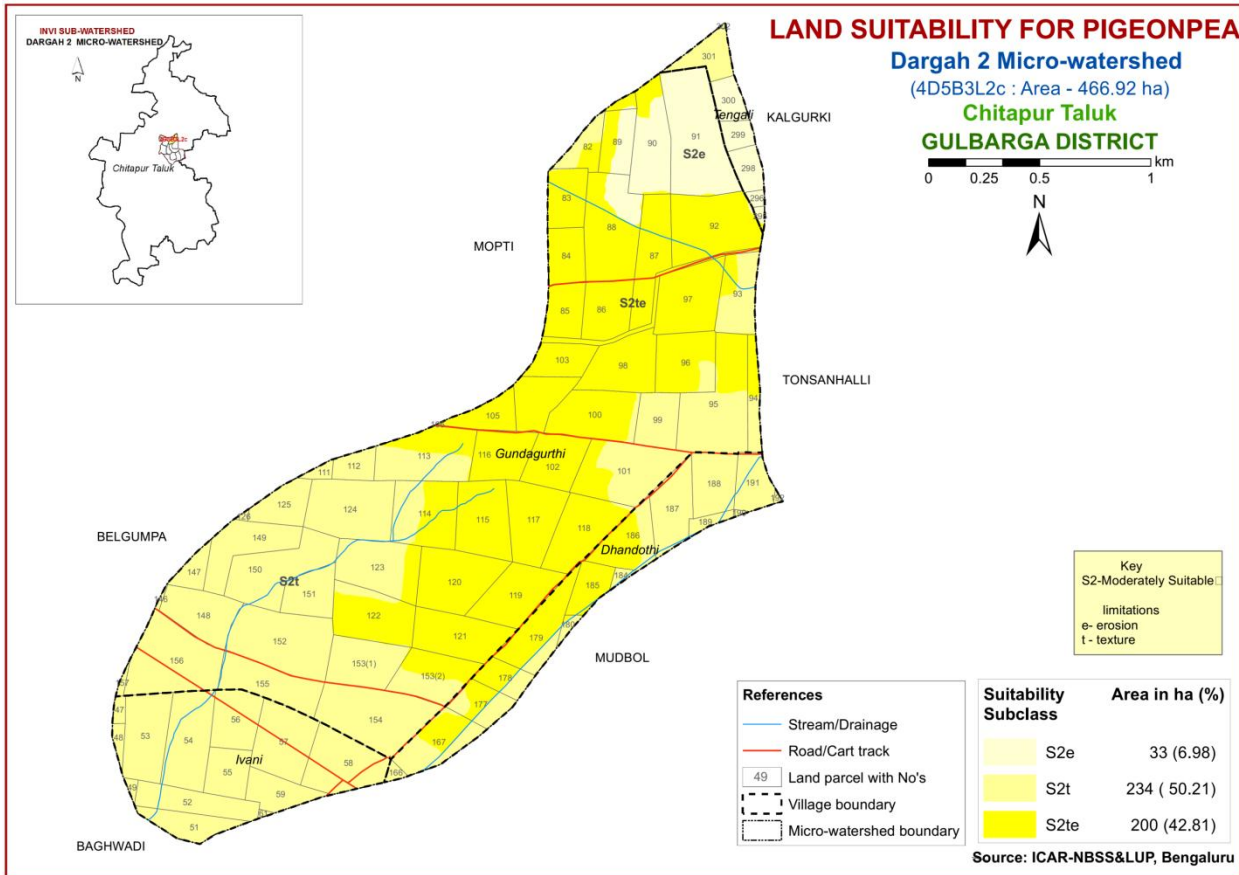 LAND SUITABILITY FOR PIGEONPEA
Dargah 2 Micro-watershed
(4D5B3L2c : Area - 466.92 ha)
Chitapur Taluk
GULBARGA DISTRICT
km
0 0.25 0.5 1
N
INVI SUB-WATERSHED
DARGAH 2 MICRO-WATERSHED
N
Chitapur Taluk
KALGURKI
MOPTI
TONSANHALLI
BELGUMPA
MUDBOL
BAGHWADI
301
300
Tengali
299
298
296
82
89
90
91
S2e
83
88
92
84
87
93
85
86
S2te
97
103
98
96
94
95
105
100
99
113
116
Gundagurthi
102
101
111
112
125
124
114
115
117
118
188
191
187
189
192
186
Dhandothi
149
150
S2t
151
123
120
119
185
184
147
148
122
121
179
180
152
153(1)
153(2)
178
177
156
155
154
157
167
166
47
48
53
54
56
57
58
55
Ivani
49
52
59
51
Key
S2-Moderately Suitable
limitations
e- erosion
t - texture
References
Stream/Drainage
Road/Cart track
49 Land parcel with No's
Village boundary
Micro-watershed boundary
Suitability Subclass Area in ha (%)
S2e 33 (6.98)
S2t 234 ( 50.21)
S2te 200 (42.81)
Source: ICAR-NBSS&LUP, Bengaluru